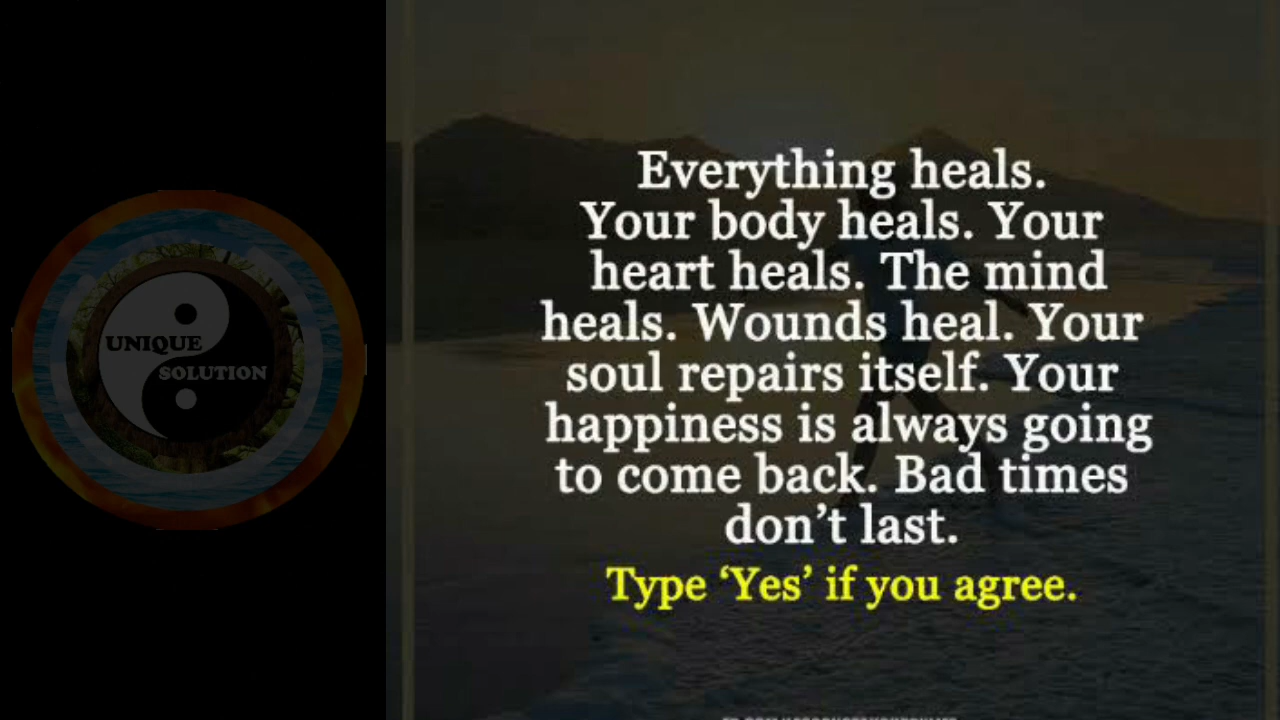 UNIQUE
SOLUTION
Everything heals.
Your body heals. Your
heart heals. The mind
heals. Wounds heal. Your
soul repairs itself. Your
happiness is always going
to come back. Bad times
don’t last.
Type ‘Yes’ if you agree.